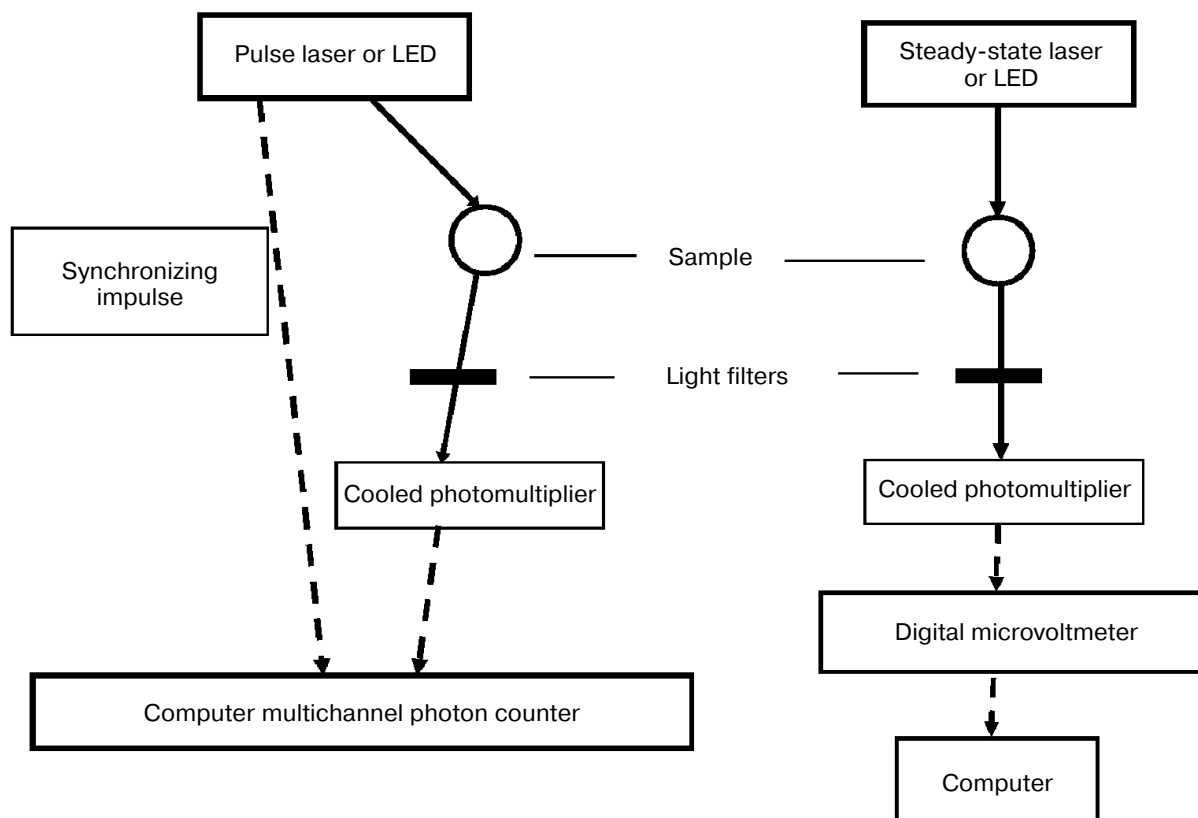 Pulse laser or LED
Steady-state laser
or LED
Synchronizing
impulse
Sample
Light filters
Cooled photomultiplier
Cooled photomultiplier
Digital microvoltmeter
Computer multichannel photon counter
Computer